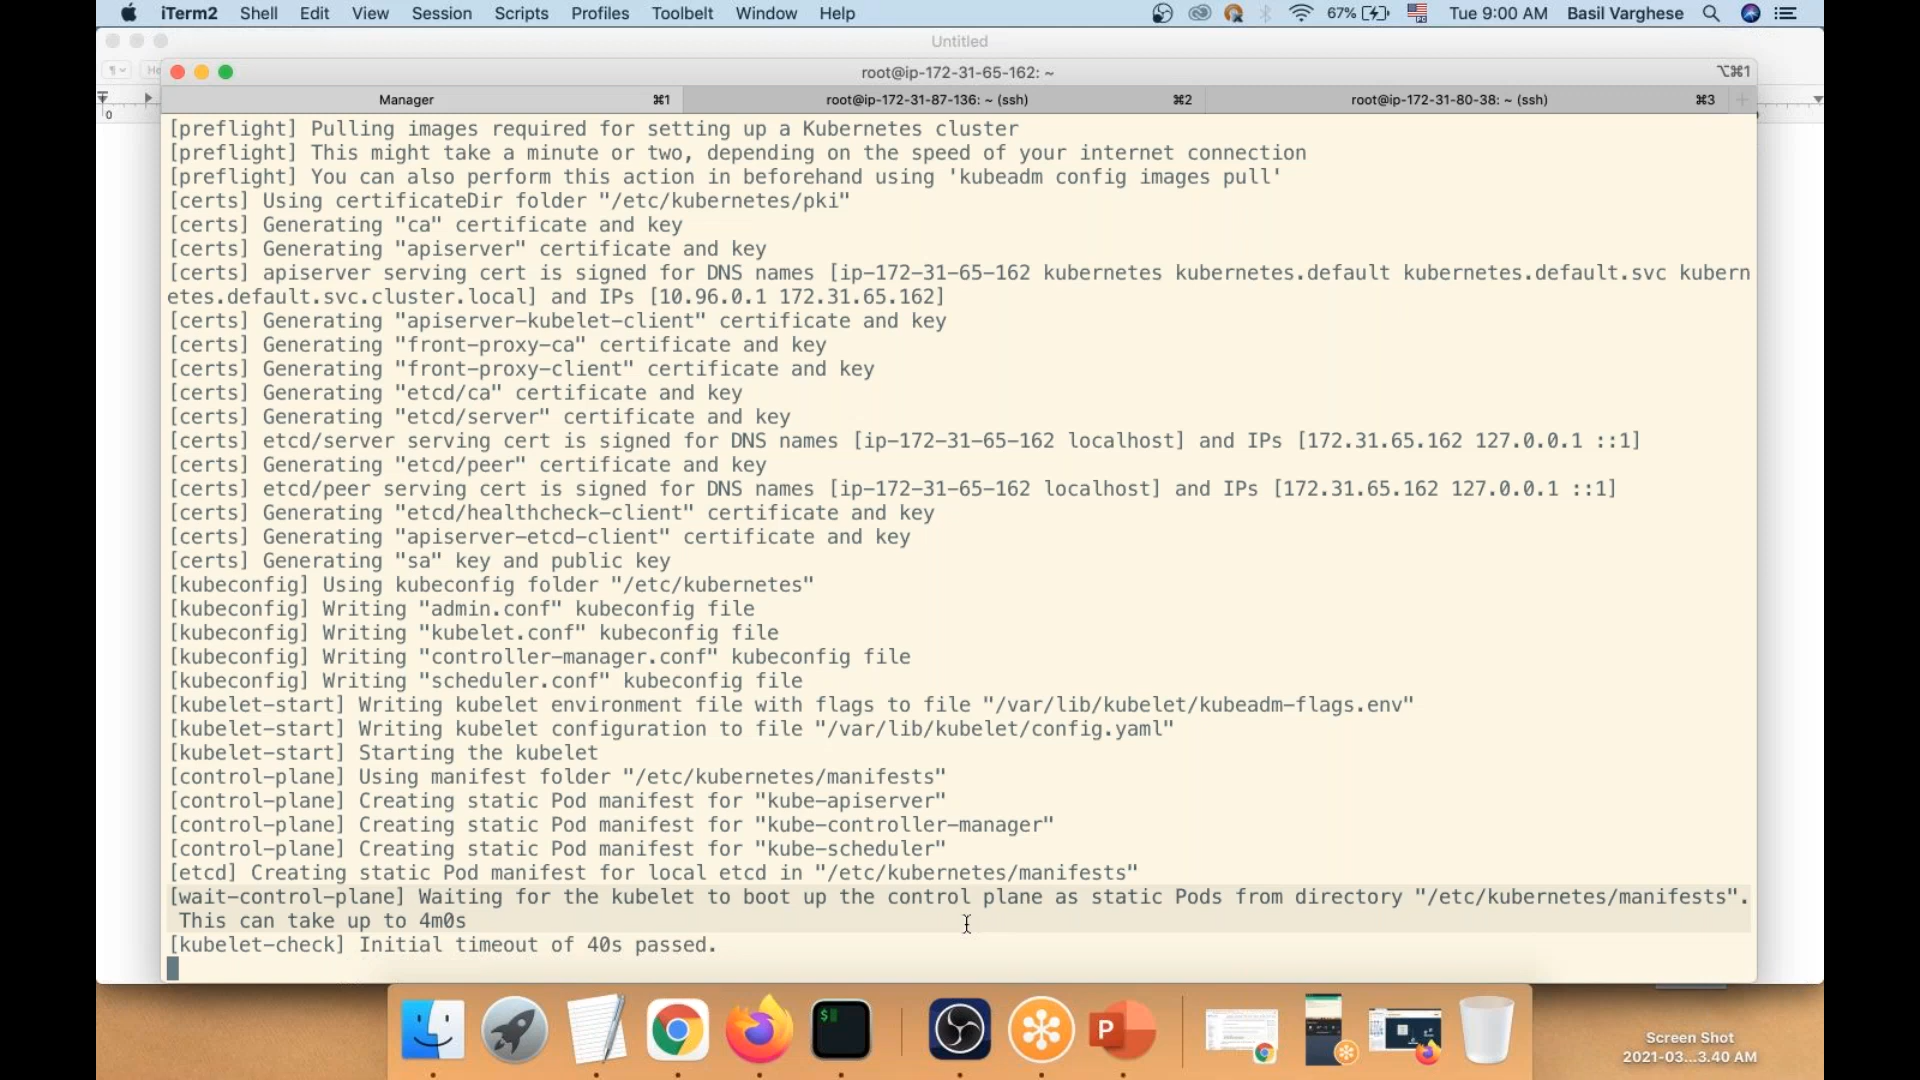 iTerm2 Shell Edit View Session Scripts Profiles Toolbelt Window Help 67% Tue 9:00 AM Basil Varghese
Untitled
He
root@ip-172-31-65-162: ~ ⌥⌘1
Manager ⌘1 root@ip-172-31-87-136: ~ (ssh) ⌘2 root@ip-172-31-80-38: ~ (ssh) ⌘3
0
[preflight] Pulling images required for setting up a Kubernetes cluster
[preflight] This might take a minute or two, depending on the speed of your internet connection
[preflight] You can also perform this action in beforehand using 'kubeadm config images pull'
[certs] Using certificateDir folder "/etc/kubernetes/pki"
[certs] Generating "ca" certificate and key
[certs] Generating "apiserver" certificate and key
[certs] apiserver serving cert is signed for DNS names [ip-172-31-65-162 kubernetes kubernetes.default kubernetes.default.svc kubern
etes.default.svc.cluster.local] and IPs [10.96.0.1 172.31.65.162]
[certs] Generating "apiserver-kubelet-client" certificate and key
[certs] Generating "front-proxy-ca" certificate and key
[certs] Generating "front-proxy-client" certificate and key
[certs] Generating "etcd/ca" certificate and key
[certs] Generating "etcd/server" certificate and key
[certs] etcd/server serving cert is signed for DNS names [ip-172-31-65-162 localhost] and IPs [172.31.65.162 127.0.0.1 ::1]
[certs] Generating "etcd/peer" certificate and key
[certs] etcd/peer serving cert is signed for DNS names [ip-172-31-65-162 localhost] and IPs [172.31.65.162 127.0.0.1 ::1]
[certs] Generating "etcd/healthcheck-client" certificate and key
[certs] Generating "apiserver-etcd-client" certificate and key
[certs] Generating "sa" key and public key
[kubeconfig] Using kubeconfig folder "/etc/kubernetes"
[kubeconfig] Writing "admin.conf" kubeconfig file
[kubeconfig] Writing "kubelet.conf" kubeconfig file
[kubeconfig] Writing "controller-manager.conf" kubeconfig file
[kubeconfig] Writing "scheduler.conf" kubeconfig file
[kubelet-start] Writing kubelet environment file with flags to file "/var/lib/kubelet/kubeadm-flags.env"
[kubelet-start] Writing kubelet configuration to file "/var/lib/kubelet/config.yaml"
[kubelet-start] Starting the kubelet
[control-plane] Using manifest folder "/etc/kubernetes/manifests"
[control-plane] Creating static Pod manifest for "kube-apiserver"
[control-plane] Creating static Pod manifest for "kube-controller-manager"
[control-plane] Creating static Pod manifest for "kube-scheduler"
[etcd] Creating static Pod manifest for local etcd in "/etc/kubernetes/manifests"
[wait-control-plane] Waiting for the kubelet to boot up the control plane as static Pods from directory "/etc/kubernetes/manifests".
This can take up to 4m0s
[kubelet-check] Initial timeout of 40s passed.
$
P
Screen Shot
2021-03...3.40 AM